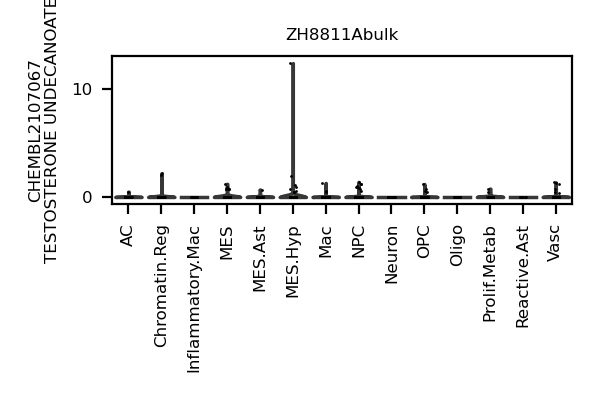 ZH8811Abulk
CHEMBL2107067
TESTOSTERONE UNDECANOATE
10
0
AC
Chromatin.Reg
Inflammatory.Mac
MES
MES.Ast
MES.Hyp
Mac
NPC
Neuron
OPC
Oligo
Prolif.Metab
Reactive.Ast
Vasc